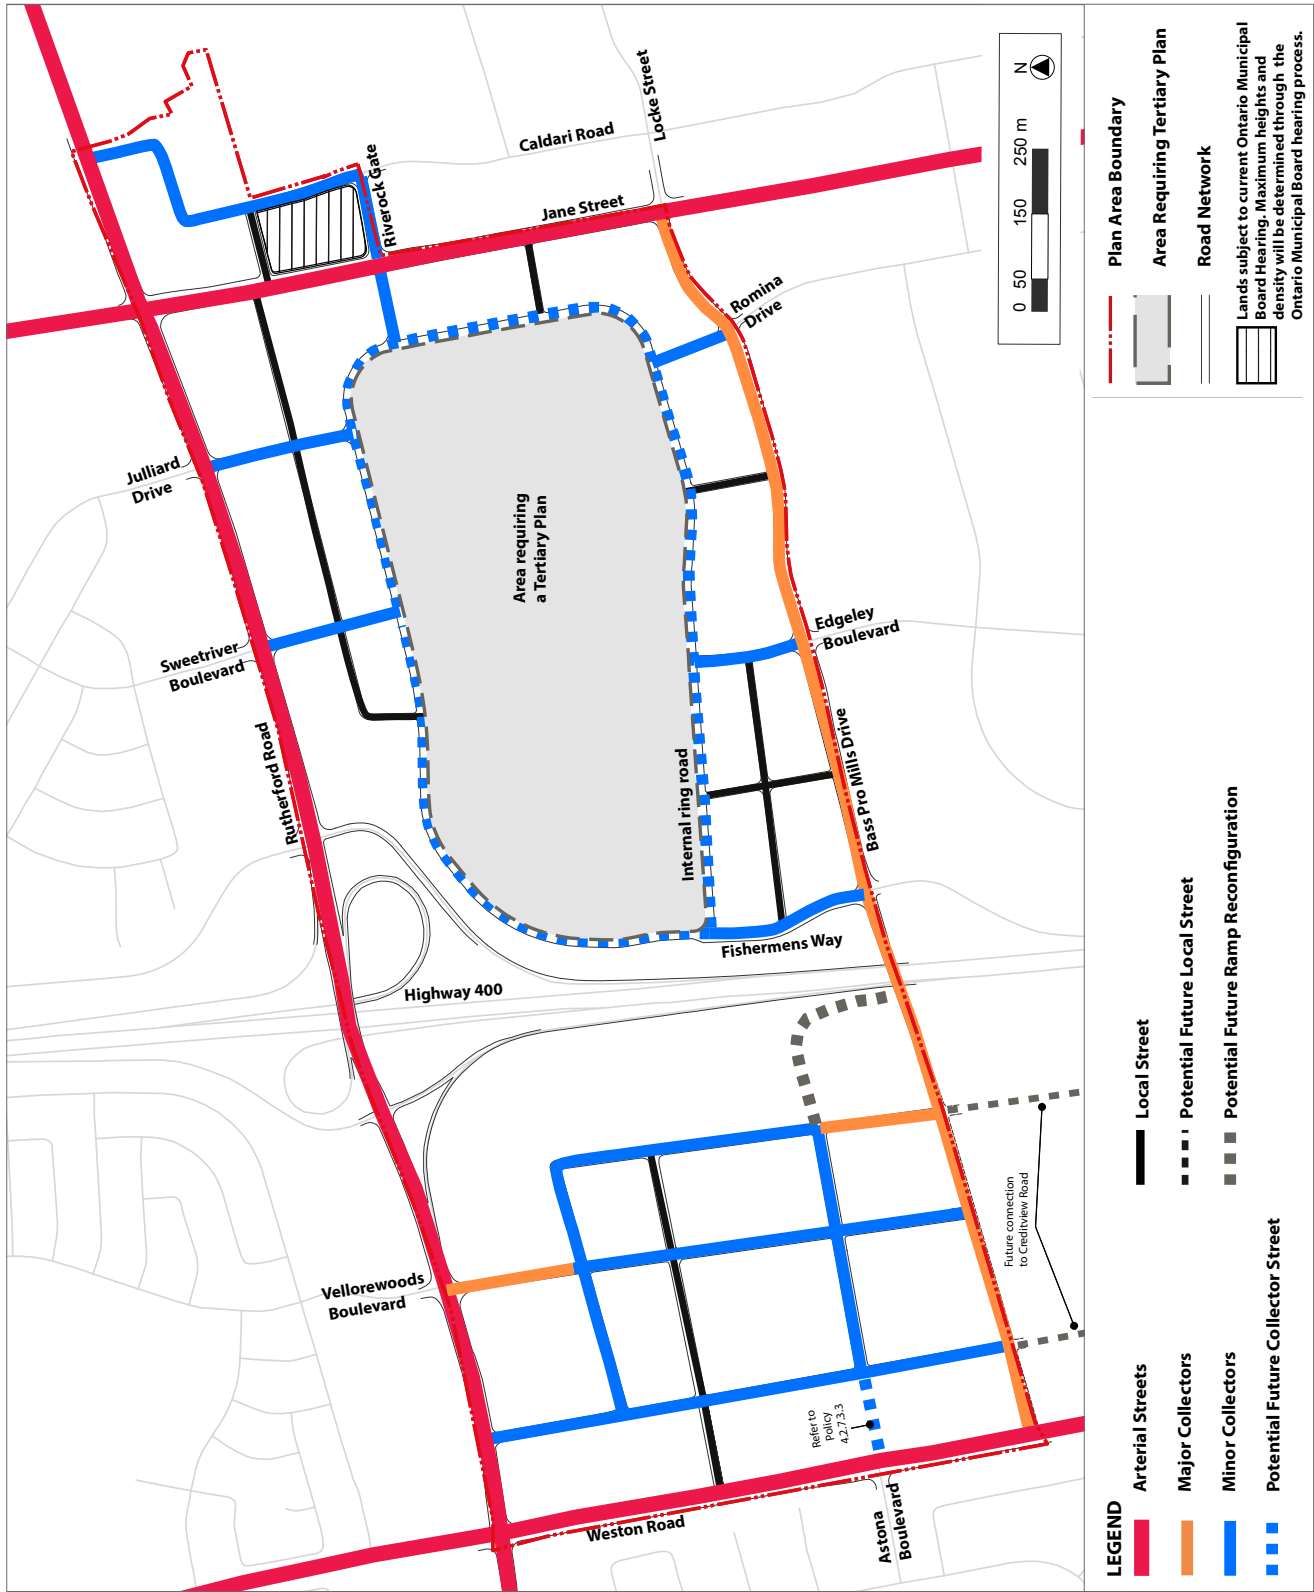 Julliard
Drive
Sweetriver
Boulevard
Rutherford Road
Vellorewoods
Boulevard
Highway 400
Riverock Gate
Caldari Road
Locke Street
Jane Street
Romina
Drive
Area requiring
a Tertiary Plan
Edgeley
Boulevard
Internal ring road
Bass Pro Mills Drive
Fishermens Way
Weston Road
Astona
Boulevard
Refer to
Policy
4.2.7.3.3
Future connection
to Creditview Road
0 50 150 250 m
N
LEGEND
Arterial Streets
Major Collectors
Minor Collectors
Potential Future Collector Street
Local Street
Potential Future Local Street
Potential Future Ramp Reconfiguration
Plan Area Boundary
Area Requiring Tertiary Plan
Road Network
Lands subject to current Ontario Municipal
Board Hearing. Maximum heights and
density will be determined through the
Ontario Municipal Board hearing process.